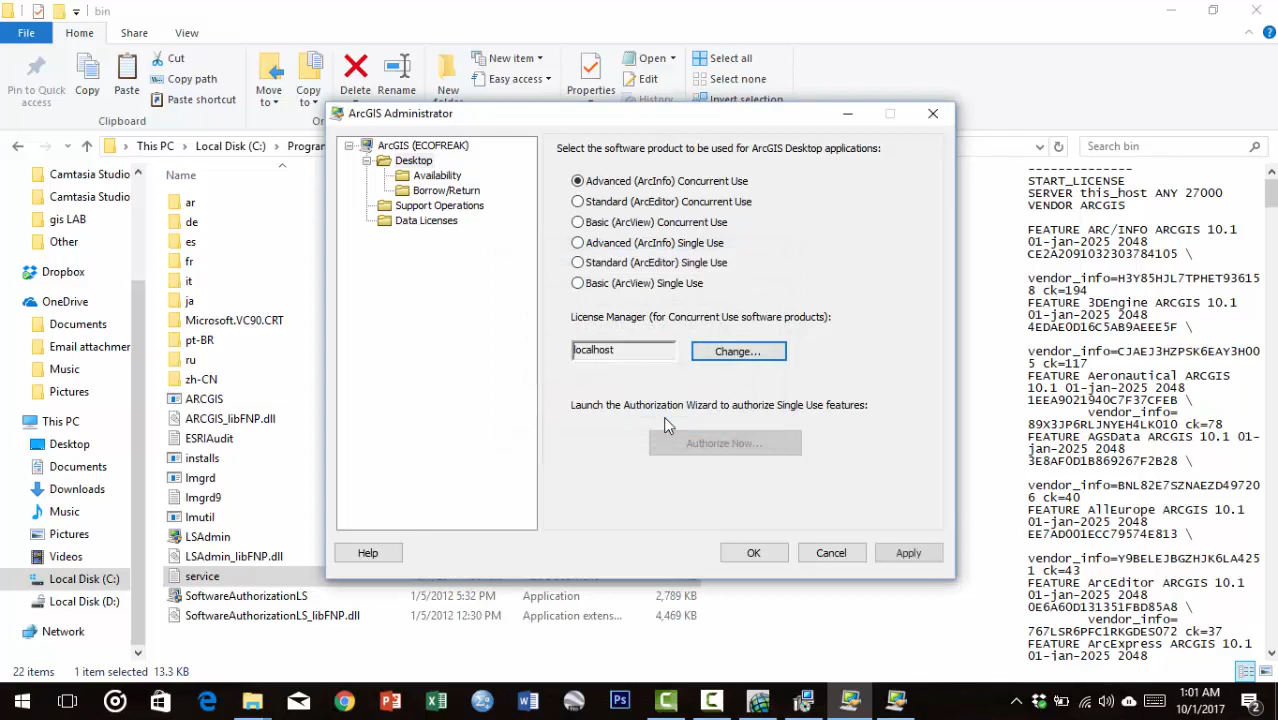 bin
File
Home
Share
View
Pin to Quick access
Copy
Paste
Cut
Copy path
Paste shortcut
Clipboard
Move to
Copy to
Delete
Rename
New
New item
Easy access
Properties
Open
Edit
History
Select all
Select none
Invert selection
This PC
Local Disk (C:)
Search bin
Camtasia Studio
Camtasia Studio
gis LAB
Other
Dropbox
OneDrive
Documents
Email attachmer
Music
Pictures
This PC
Desktop
Documents
Downloads
Music
Pictures
Videos
Local Disk (C:)
Local Disk (D:)
Network
Name
ar
de
es
fr
it
ja
Microsoft.VC90.CRT
pt-BR
ru
zh-CN
ARCGIS
ARCGIS_libFNP.dll
ESRIAudit
installs
lmgrd
lmgrd9
lmutil
LSAdmin
LSAdmin_libFNP.dll
service
SoftwareAuthorizationLS 1/5/2012 5:32 PM Application 2,789 KB
SoftwareAuthorizationLS_libFNP.dll 1/5/2012 12:30 PM Application extens... 4,469 KB
22 items 1 item selected 13.3 KB
ArcGIS Administrator
ArcGIS (ECOFREAK)
Desktop
Availability
Borrow/Return
Support Operations
Data Licenses
Select the software product to be used for ArcGIS Desktop applications:
Advanced (ArcInfo) Concurrent Use
Standard (ArcEditor) Concurrent Use
Basic (ArcView) Concurrent Use
Advanced (ArcInfo) Single Use
Standard (ArcEditor) Single Use
Basic (ArcView) Single Use
License Manager (for Concurrent Use software products):
localhost
Change...
Launch the Authorization Wizard to authorize Single Use features:
Authorize Now...
Help
OK
Cancel
Apply
--------------
START_LICENSE
SERVER this_host ANY 27000
VENDOR ARCGIS
FEATURE ARC/INFO ARCGIS 10.1
01-jan-2025 2048
CE2A2091032303784105 \
vendor_info=H3Y85HJL7TPHET93615
8 ck=194
FEATURE 3DEngine ARCGIS 10.1
01-jan-2025 2048
4EDAE0D16C5AB9AEEE5F \
vendor_info=CJAEJ3HZPSK6EAY3H00
5 ck=117
FEATURE Aeronautical ARCGIS
10.1 01-jan-2025 2048
1EEA9021940C7F37CFEB \
vendor_info=
89X3JP6RLJNYEH4LK010 ck=78
FEATURE AGSData ARCGIS 10.1 01-
jan-2025 2048
3E8AF0D1B869267F2B28 \
vendor_info=BNL82E7SZNAEZD49720
6 ck=40
FEATURE AllEurope ARCGIS 10.1
01-jan-2025 2048
EE7AD001ECC79574E813 \
vendor_info=Y9BELEJBGZHJK6LA425
1 ck=43
FEATURE ArcEditor ARCGIS 10.1
01-jan-2025 2048
0E6A60D131351FBD85A8 \
vendor_info=
767LSR6PFC1RKGDES072 ck=37
FEATURE ArcExpress ARCGIS 10.1
01-jan-2025 2048
1:01 AM
10/1/2017